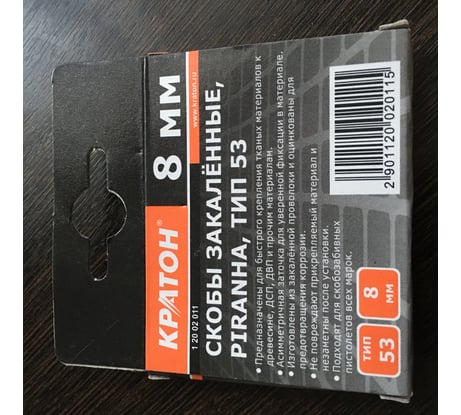 КРАТОН®
8 мм
www.kraton.ru
1 20 02 011
СКОБЫ ЗАКАЛЁННЫЕ,
PIRANHA, ТИП 53
• Предназначены для быстрого крепления тканых материалов к
древесине, ДСП, ДВП и прочим материалам.
• Асимметричная заточка для уверенной фиксации в материале.
• Изготовлены из закалённой проволоки и оцинкованы для
предотвращения коррозии.
• Не повреждают прикрепляемый материал и
незаметны после установки.
• Подходят для скобозабивных
пистолетов всех марок.
ТИП
53
8
мм
2 901120 020115